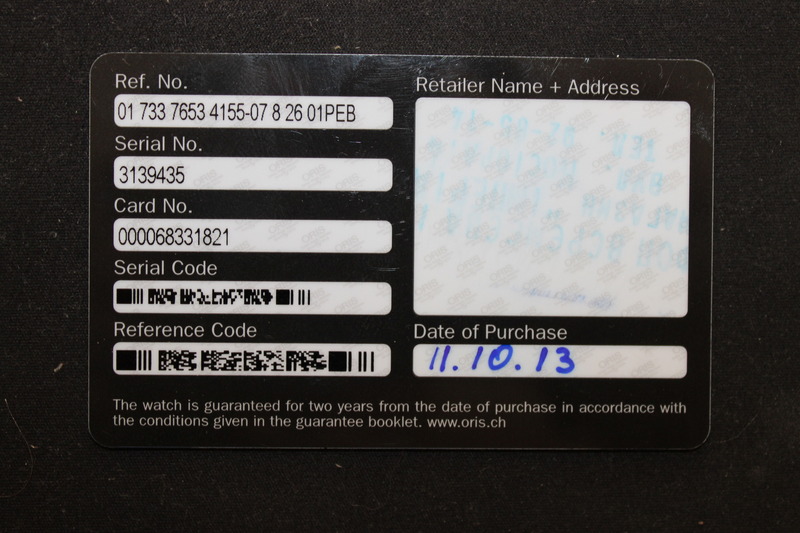 Ref. No.
01 733 7653 4155-07 8 26 01PEB
Serial No.
3139435
Card No.
000068331821
Serial Code
Reference Code
Retailer Name + Address
Date of Purchase
11.10.13
The watch is guaranteed for two years from the date of purchase in accordance with
the conditions given in the guarantee booklet. www.oris.ch